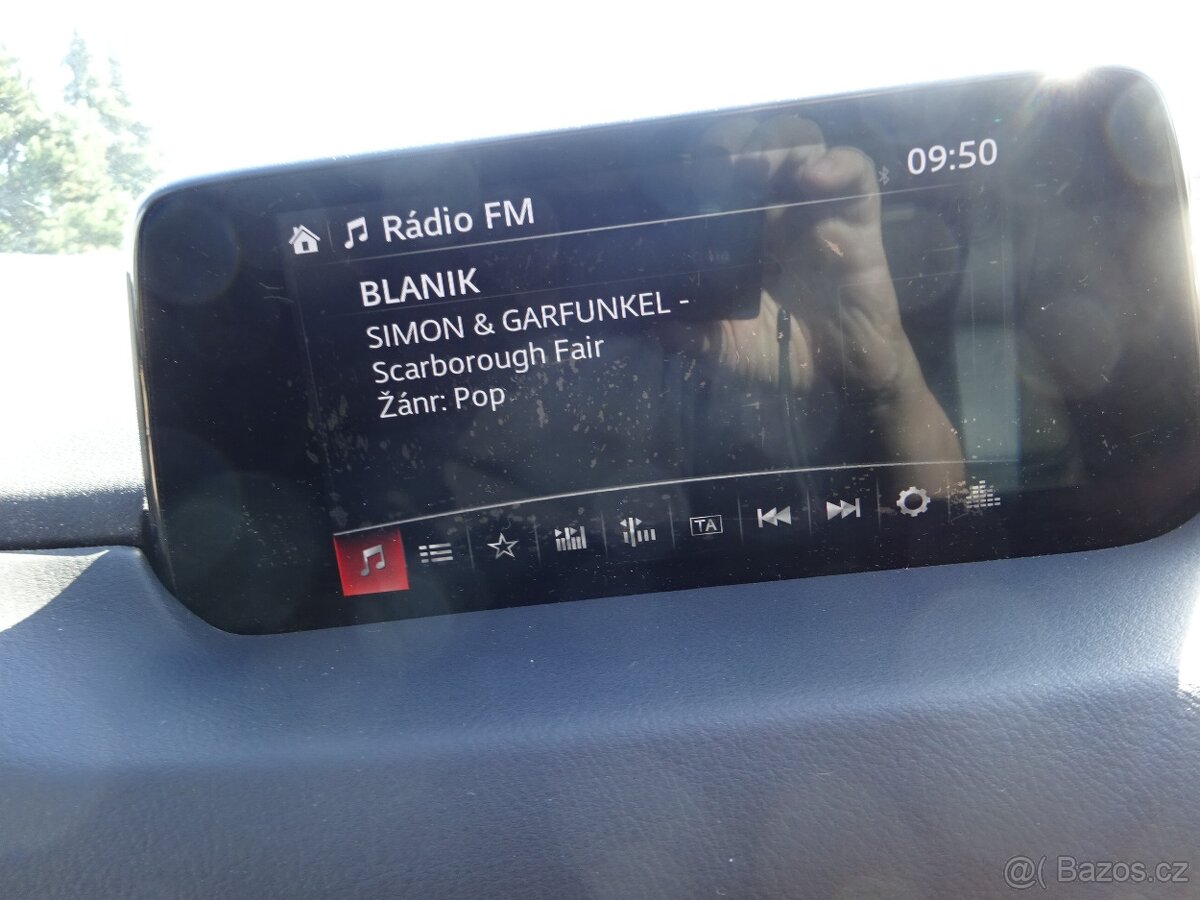 09:50
Rádio FM
BLANIK
SIMON & GARFUNKEL -
Scarborough Fair
Žánr: Pop
TA
@( Bazos.cz